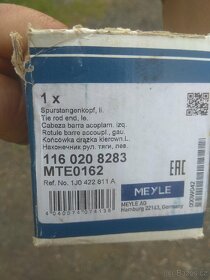 1 x
Spurstangenkopf, li.
Tie rod end, le.
Cabeza barra acoplam. izq.
Rotule barre accoupl., gau.
Końcówka drążka kierown.L.
Наконечник рул. тяги, лев.
116 020 8283
MTE0162
Ref. No. 1J0 422 811 A
EAC
MEYLE
MEYLE AG
Hamburg 22143, Germany